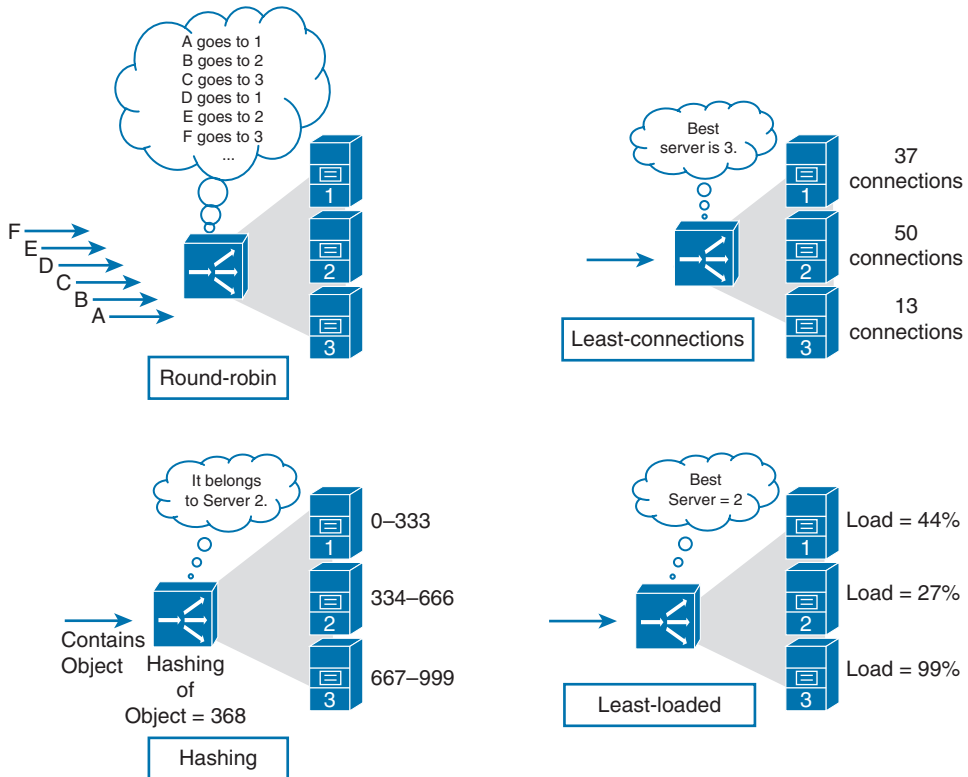 A goes to 1
B goes to 2
C goes to 3
D goes to 1
E goes to 2
F goes to 3
...
F
E
D
C
B
A
1
2
3
Round-robin
Best
server is 3.
1
2
3
37
connections
50
connections
13
connections
Least-connections
It belongs
to Server 2.
Contains
Object
Hashing
of
Object = 368
1
2
3
0–333
334–666
667–999
Hashing
Best
Server = 2
1
2
3
Load = 44%
Load = 27%
Load = 99%
Least-loaded